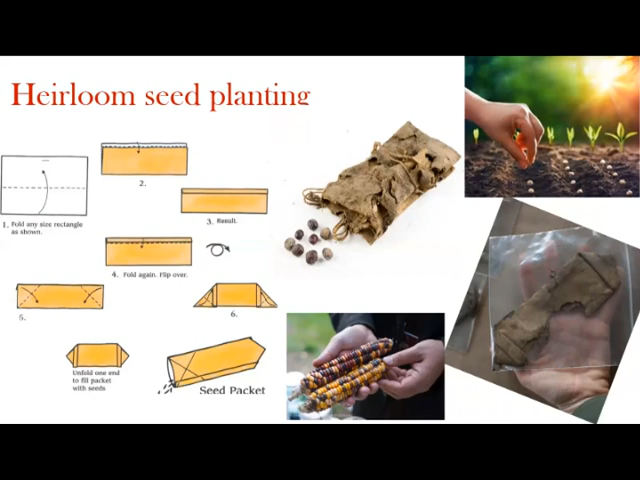 Heirloom seed planting
1. Fold any size rectangle
as shown.
2.
3. Result.
4. Fold again. Flip over.
5.
6.
Unfold one end
to fill packet
with seeds
Seed Packet